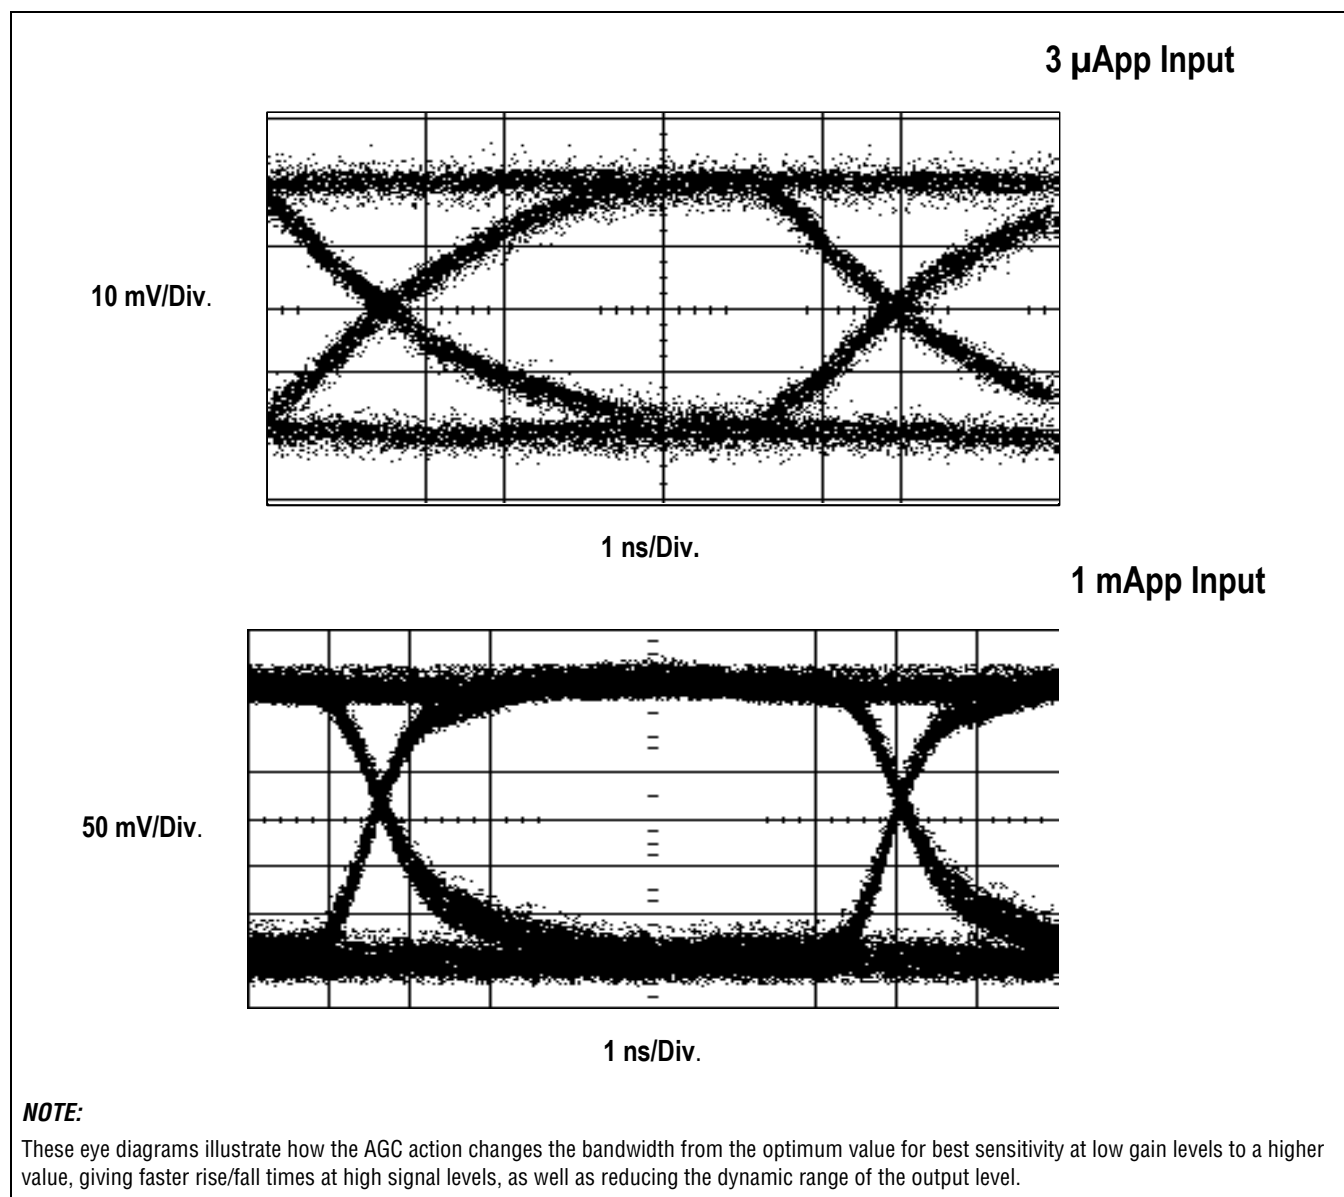 3 µApp Input
10 mV/Div.
1 ns/Div.
1 mApp Input
50 mV/Div.
1 ns/Div.
NOTE:
These eye diagrams illustrate how the AGC action changes the bandwidth from the optimum value for best sensitivity at low gain levels to a higher
value, giving faster rise/fall times at high signal levels, as well as reducing the dynamic range of the output level.